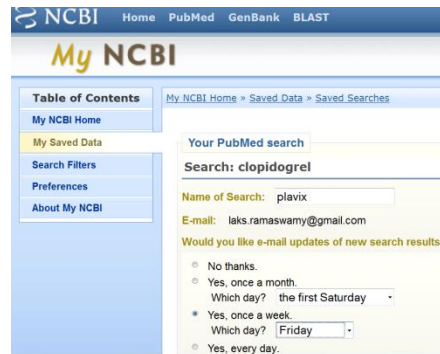 NCBI Home PubMed GenBank BLAST
My NCBI
Table of Contents
My NCBI Home
My Saved Data
Search Filters
Preferences
About My NCBI
My NCBI Home » Saved Data » Saved Searches
Your PubMed search
Search: clopidogrel
Name of Search: plavix
E-mail: laks.ramaswamy@gmail.com
Would you like e-mail updates of new search results
No thanks.
Yes, once a month.
Which day? the first Saturday
Yes, once a week.
Which day? Friday
Yes, every day.